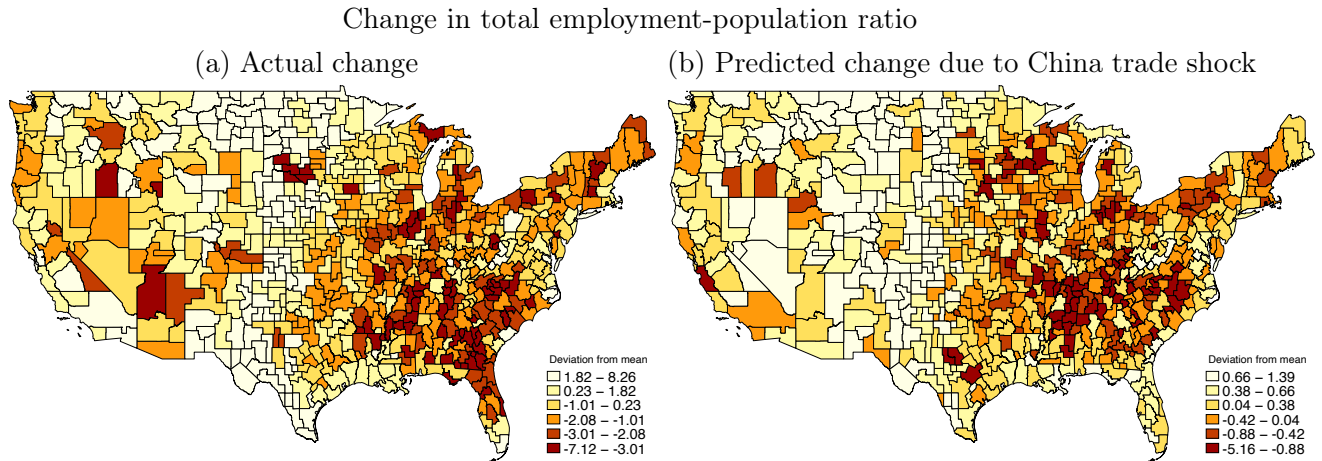 Change in total employment-population ratio
(a) Actual change
(b) Predicted change due to China trade shock
Deviation from mean
1.82 − 8.26
0.23 − 1.82
-1.01 − 0.23
-2.08 − -1.01
-3.01 − -2.08
-7.12 − -3.01
Deviation from mean
0.66 − 1.39
0.38 − 0.66
0.04 − 0.38
-0.42 − 0.04
-0.88 − -0.42
-5.16 − -0.88